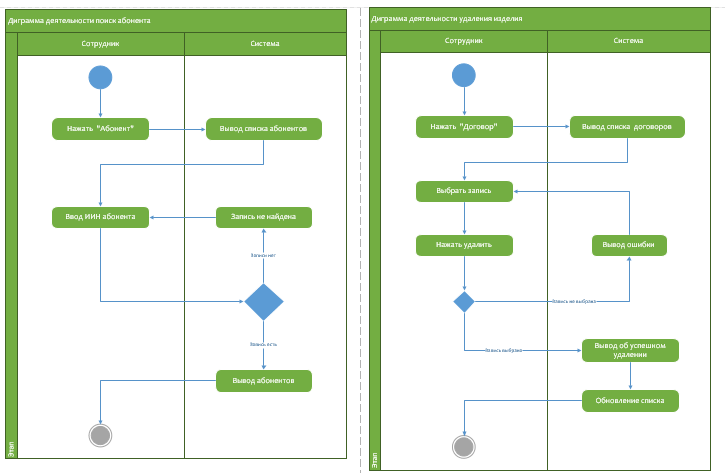 Диграмма деятельности поиск абонента
Сотрудник
Система
Нажать "Абонент"
Вывод списка абонентов
Ввод ИИН абонента
Запись не найдена
Запись нет
Запись есть
Вывод абонентов
Этап
Диграмма деятельности удаления изделия
Сотрудник
Система
Нажать "Договор"
Вывод списка договоров
Выбрать запись
Нажать удалить
Вывод ошибки
Запись не выбрана
Запись выбрана
Вывод об успешном
удалении
Обновление списка
Этап